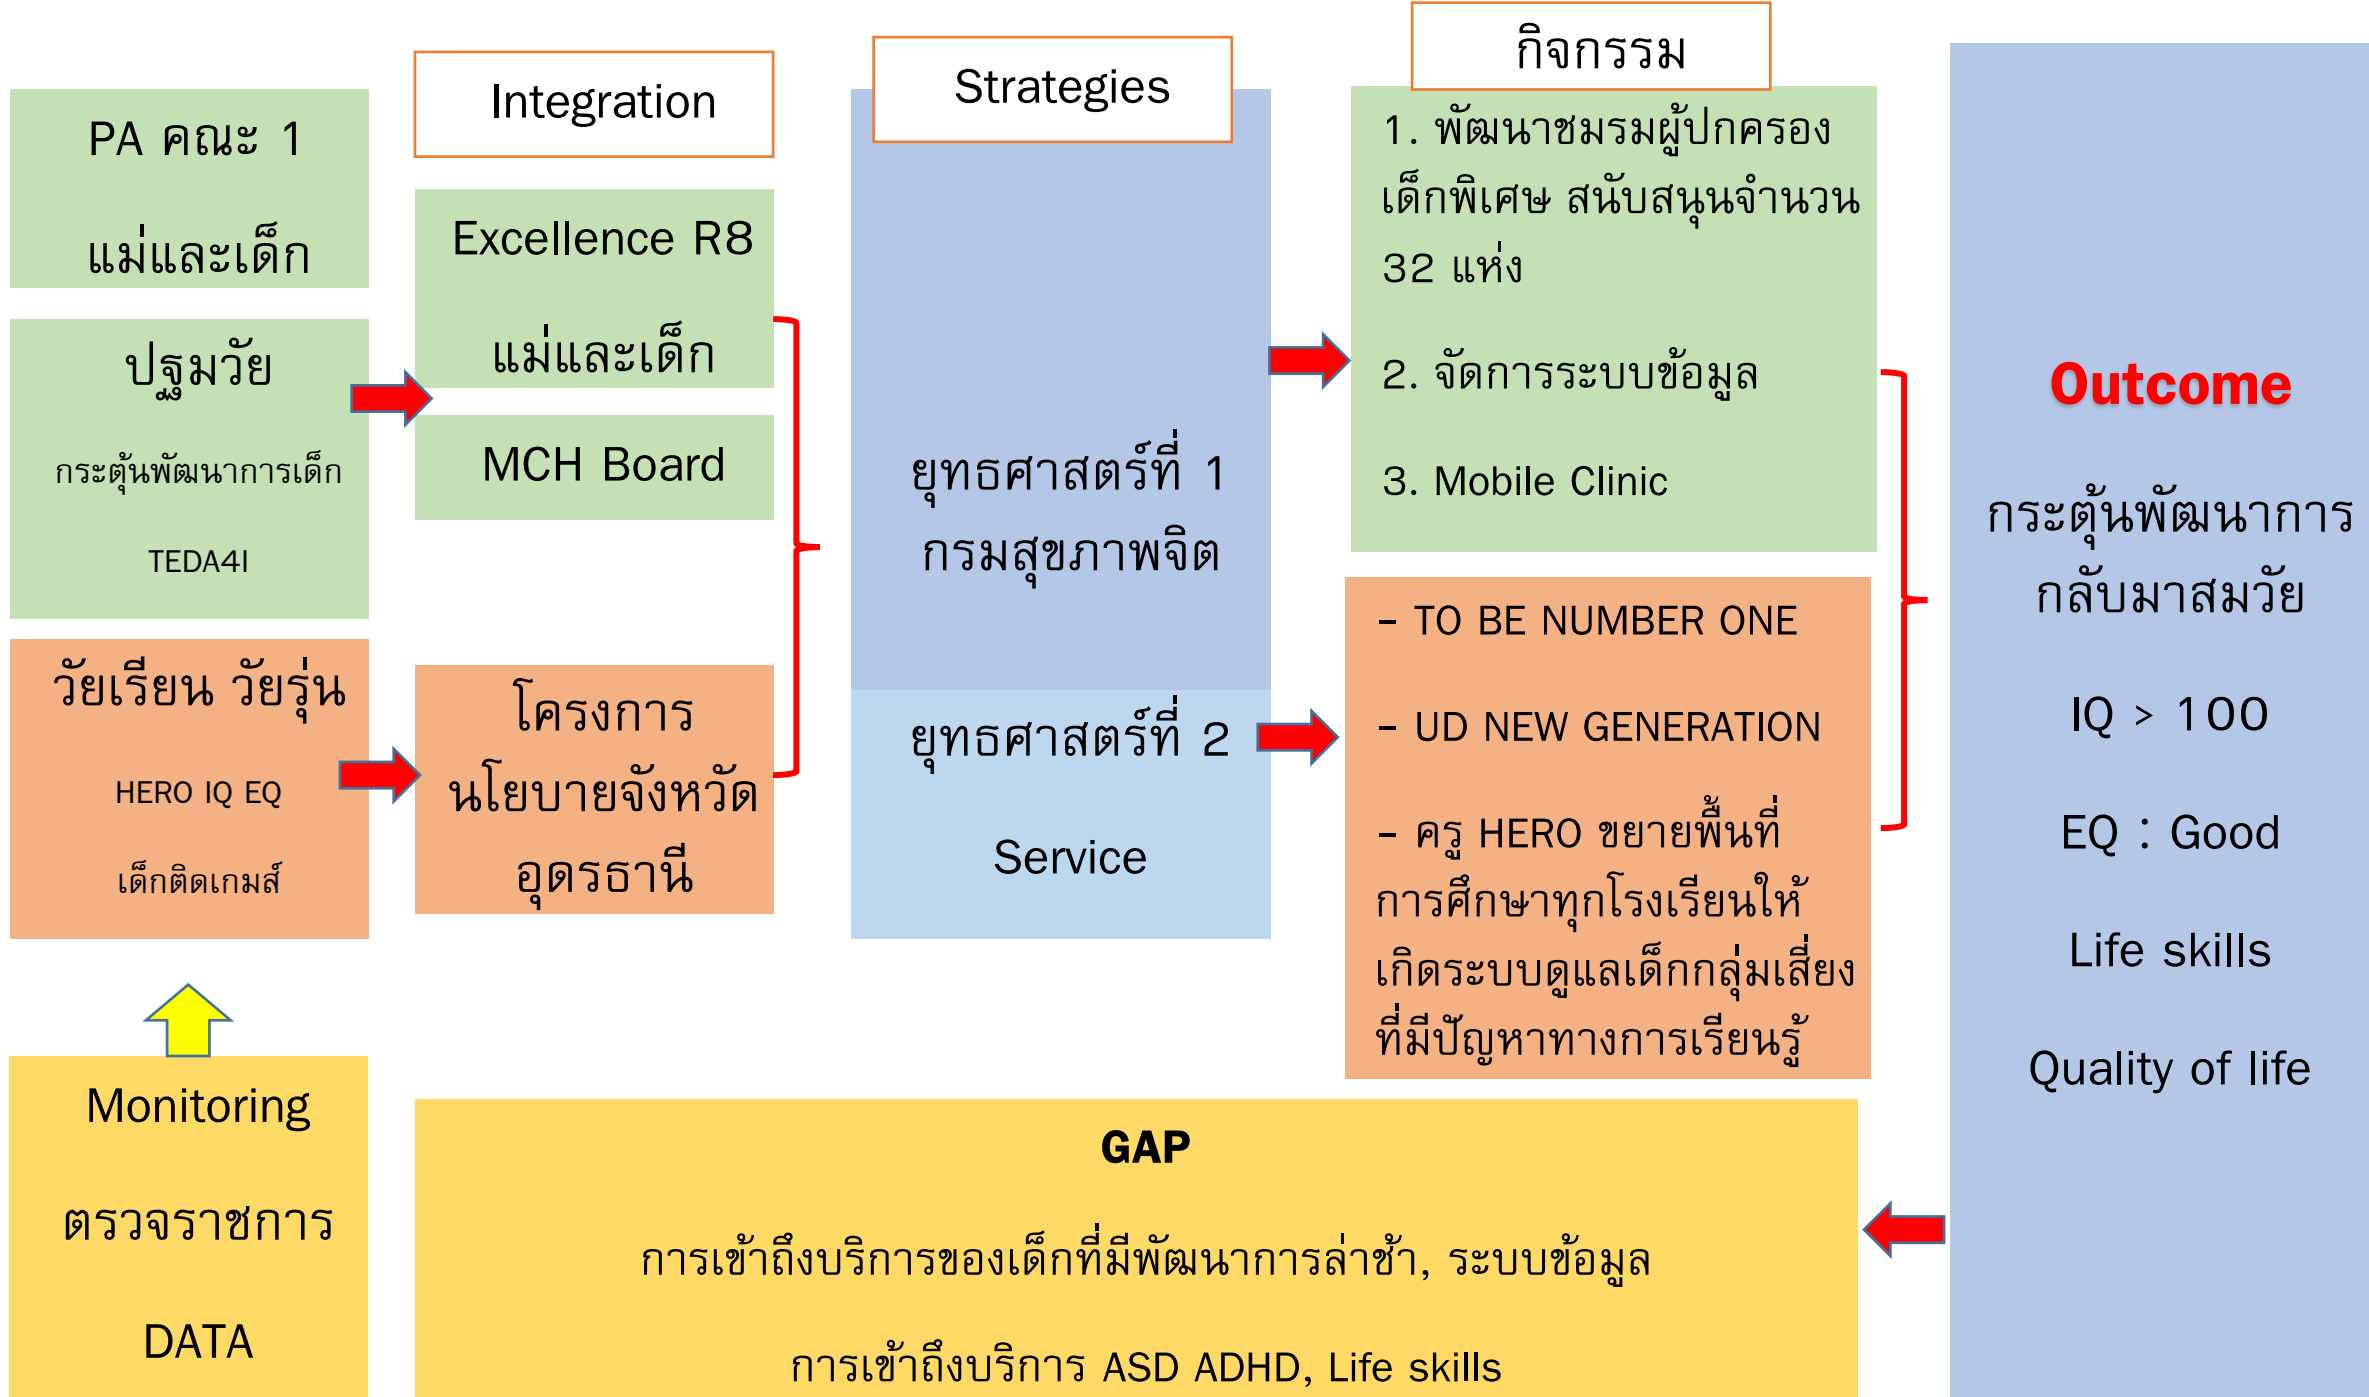 PA คณะ 1
แม่และเด็ก
ปฐมวัย
กระตุ้นพัฒนาการเด็ก
TEDA4I
วัยเรียน วัยรุ่น
HERO IQ EQ
เด็กติดเกมส์
Monitoring
ตรวจราชการ
DATA
Integration
Excellence R8
แม่และเด็ก
MCH Board
โครงการ
นโยบายจังหวัด
อุดรธานี
Strategies
ยุทธศาสตร์ที่ 1
กรมสุขภาพจิต
ยุทธศาสตร์ที่ 2
Service
กิจกรรม
1. พัฒนาชมรมผู้ปกครอง
เด็กพิเศษ สนับสนุนจำนวน
32 แห่ง
2. จัดการระบบข้อมูล
3. Mobile Clinic
– TO BE NUMBER ONE
– UD NEW GENERATION
– ครู HERO ขยายพื้นที่
การศึกษาทุกโรงเรียนให้
เกิดระบบดูแลเด็กกลุ่มเสี่ยง
ที่มีปัญหาทางการเรียนรู้
Outcome
กระตุ้นพัฒนาการ
กลับมาสมวัย
IQ > 100
EQ : Good
Life skills
Quality of life
GAP
การเข้าถึงบริการของเด็กที่มีพัฒนาการล่าช้า, ระบบข้อมูล
การเข้าถึงบริการ ASD ADHD, Life skills